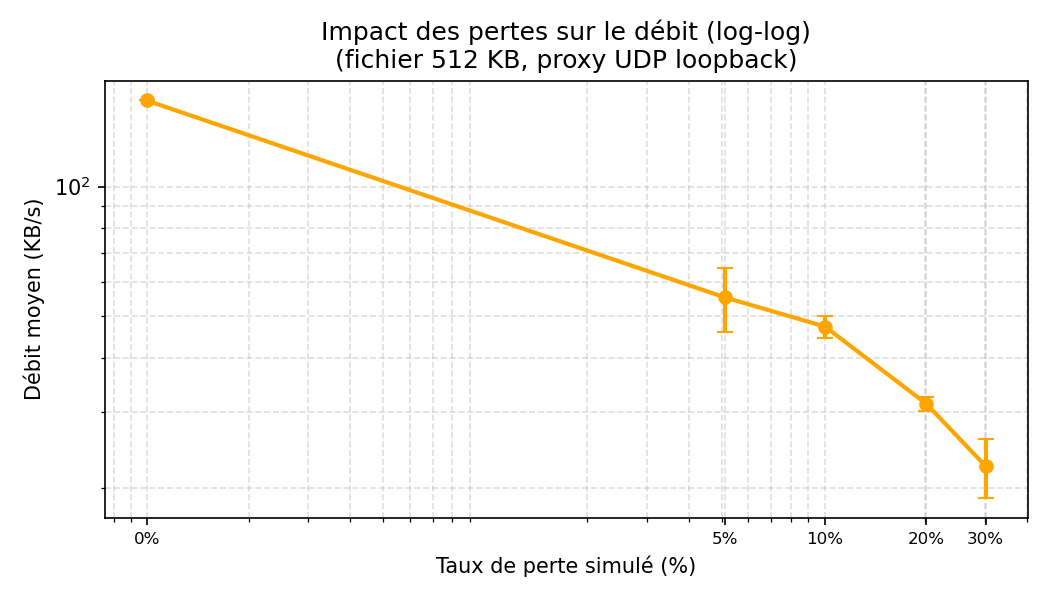 Impact des pertes sur le débit (log-log)
(fichier 512 KB, proxy UDP loopback)
Débit moyen (KB/s)
10²
0% 5% 10% 20% 30%
Taux de perte simulé (%)